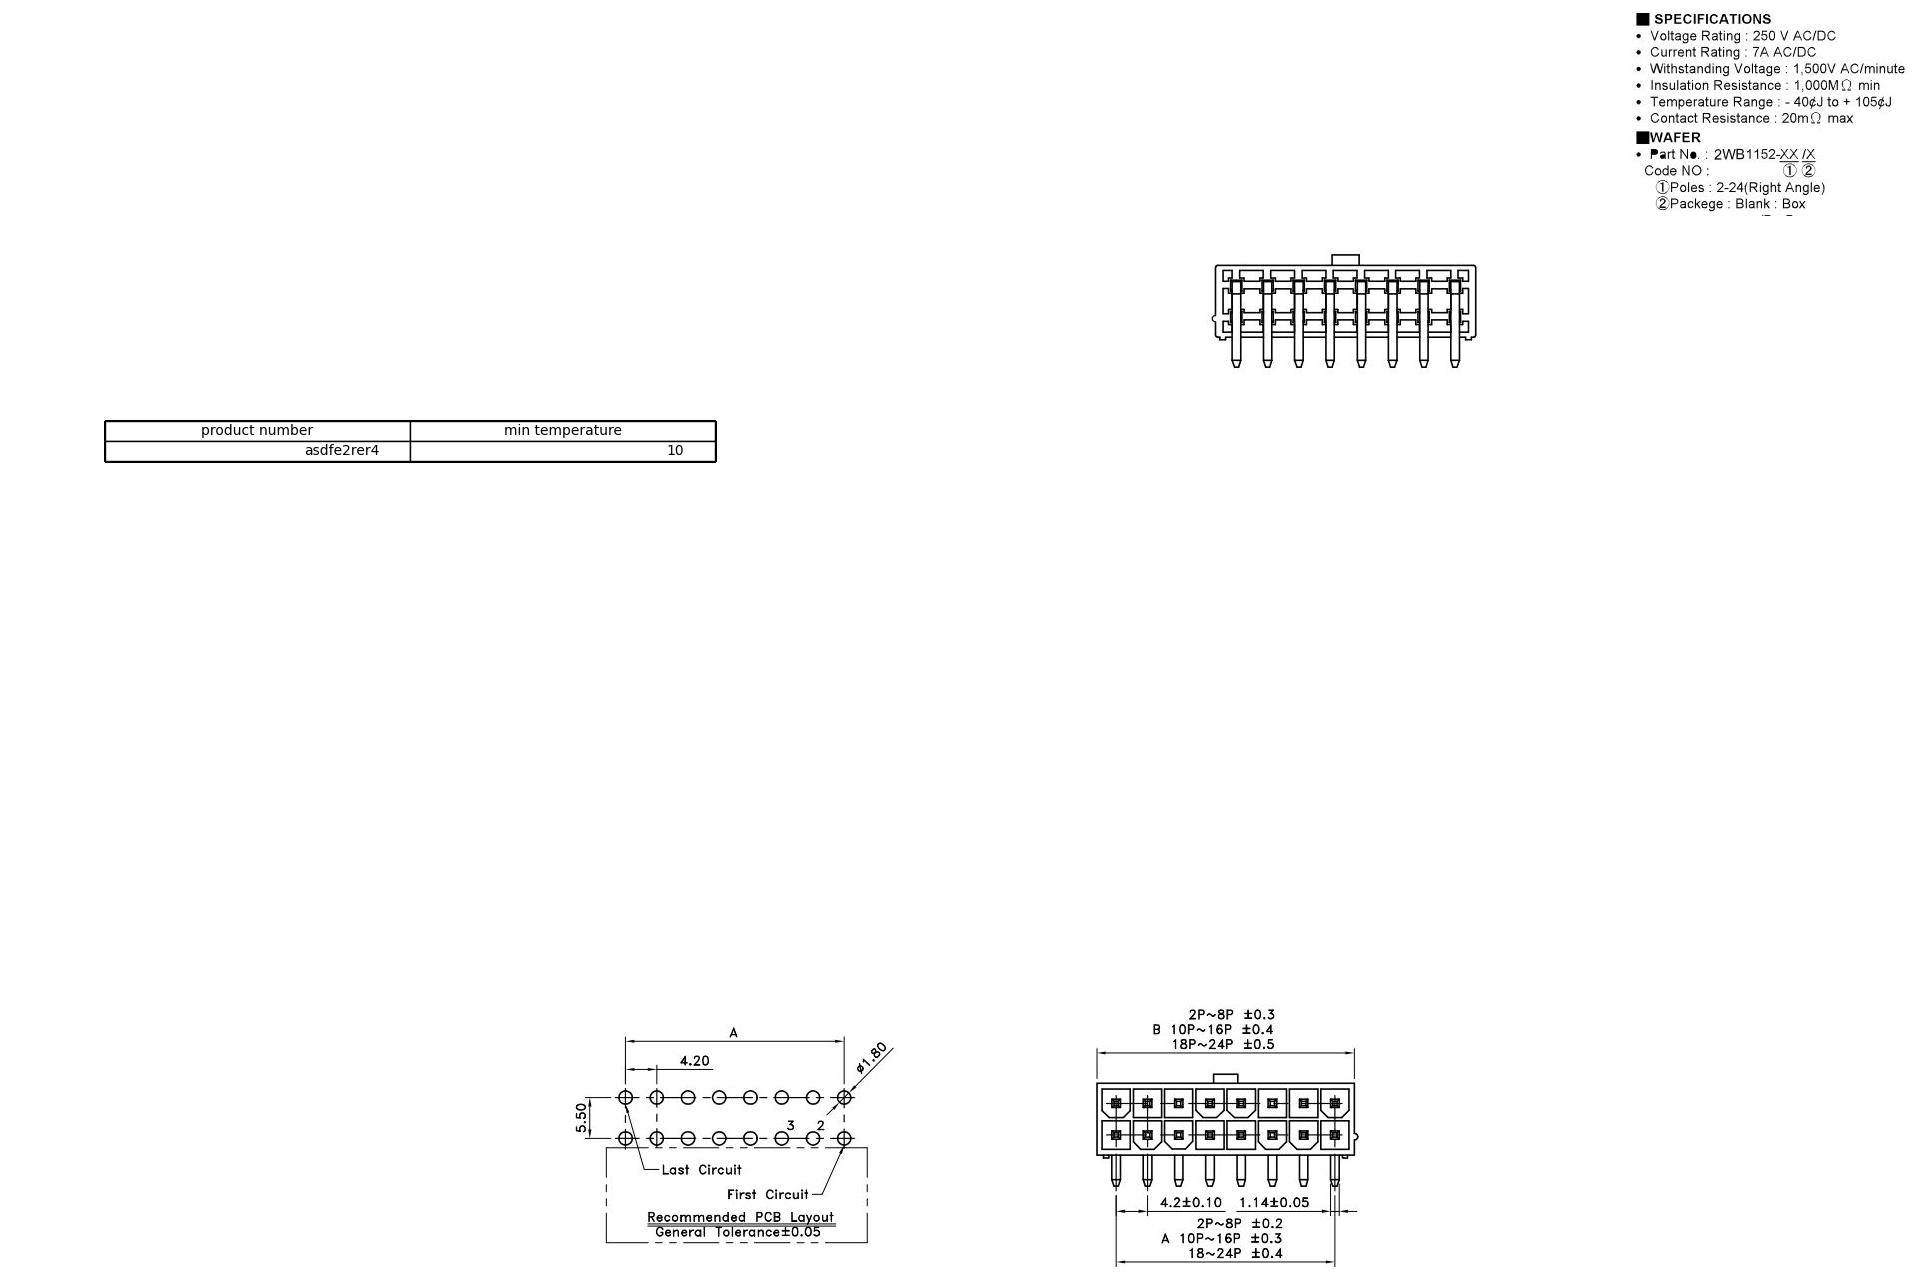 ■ SPECIFICATIONS
• Voltage Rating : 250 V AC/DC
• Current Rating : 7A AC/DC
• Withstanding Voltage : 1,500V AC/minute
• Insulation Resistance : 1,000MΩ min
• Temperature Range : - 40¢J to + 105¢J
• Contact Resistance : 20mΩ max
■WAFER
• Part No. : 2WB1152-XX /X
Code NO : ① ②
①Poles : 2-24(Right Angle)
②Packege : Blank : Box
product number min temperature
asdfe2rer4 10
A
4.20
ø1.80
5.50
3 2
Last Circuit
First Circuit
Recommended PCB Layout
General Tolerance±0.05
2P~8P ±0.3
B 10P~16P ±0.4
18P~24P ±0.5
4.2±0.10 1.14±0.05
2P~8P ±0.2
A 10P~16P ±0.3
18~24P ±0.4